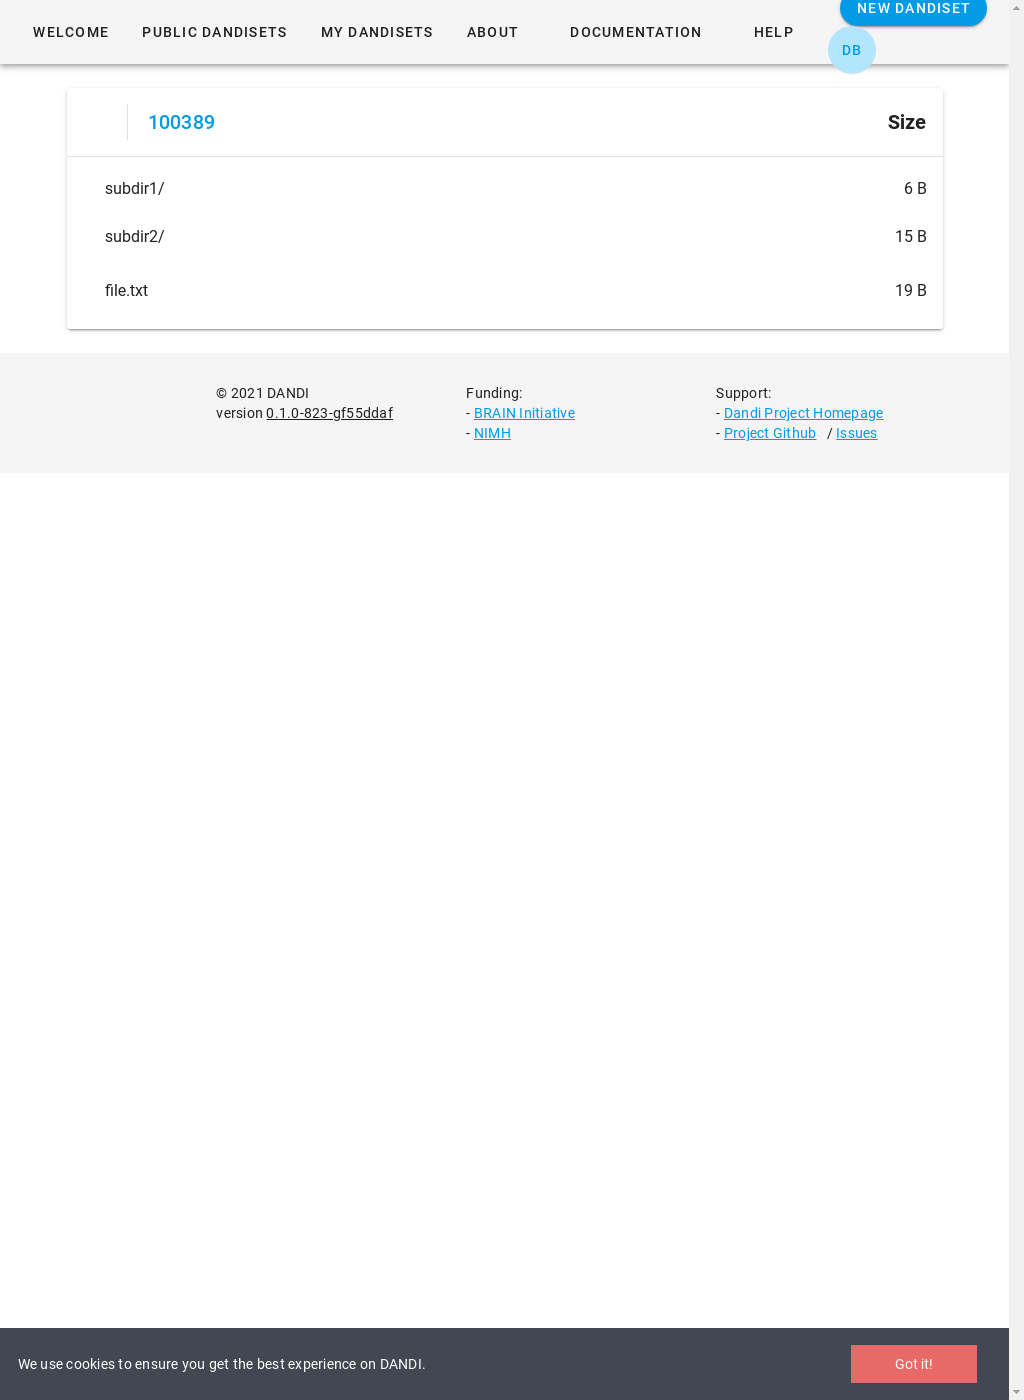 NEW DANDISET
WELCOME PUBLIC DANDISETS MY DANDISETS ABOUT DOCUMENTATION HELP
DB
100389 Size
subdir1/ 6 B
subdir2/ 15 B
file.txt 19 B
© 2021 DANDI
version 0.1.0-823-gf55ddaf
Funding:
- BRAIN Initiative
- NIMH
Support:
- Dandi Project Homepage
- Project Github / Issues
We use cookies to ensure you get the best experience on DANDI. Got it!